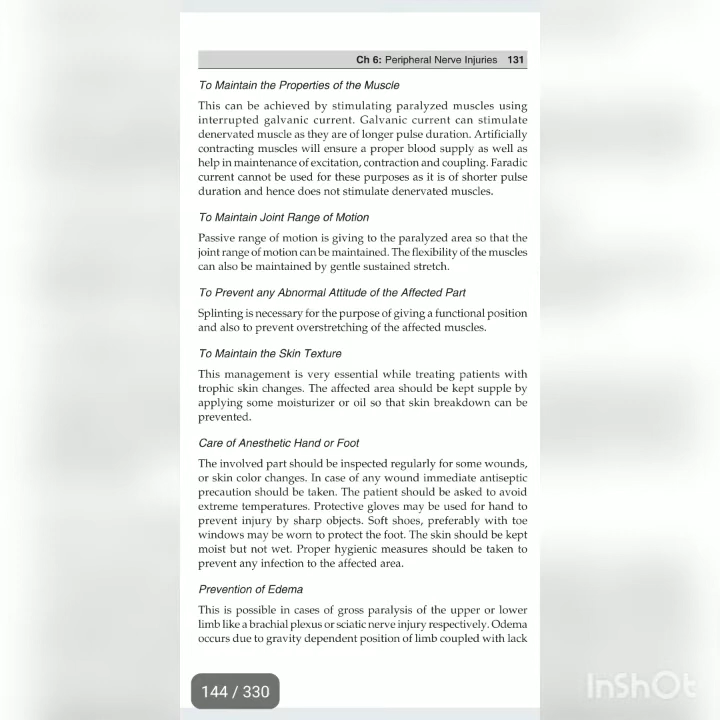 Ch 6: Peripheral Nerve Injuries 131
To Maintain the Properties of the Muscle
This can be achieved by stimulating paralyzed muscles using
interrupted galvanic current. Galvanic current can stimulate
denervated muscle as they are of longer pulse duration. Artificially
contracting muscles will ensure a proper blood supply as well as
help in maintenance of excitation, contraction and coupling. Faradic
current cannot be used for these purposes as it is of shorter pulse
duration and hence does not stimulate denervated muscles.
To Maintain Joint Range of Motion
Passive range of motion is giving to the paralyzed area so that the
joint range of motion can be maintained. The flexibility of the muscles
can also be maintained by gentle sustained stretch.
To Prevent any Abnormal Attitude of the Affected Part
Splinting is necessary for the purpose of giving a functional position
and also to prevent overstretching of the affected muscles.
To Maintain the Skin Texture
This management is very essential while treating patients with
trophic skin changes. The affected area should be kept supple by
applying some moisturizer or oil so that skin breakdown can be
prevented.
Care of Anesthetic Hand or Foot
The involved part should be inspected regularly for some wounds,
or skin color changes. In case of any wound immediate antiseptic
precaution should be taken. The patient should be asked to avoid
extreme temperatures. Protective gloves may be used for hand to
prevent injury by sharp objects. Soft shoes, preferably with toe
windows may be worn to protect the foot. The skin should be kept
moist but not wet. Proper hygienic measures should be taken to
prevent any infection to the affected area.
Prevention of Edema
This is possible in cases of gross paralysis of the upper or lower
limb like a brachial plexus or sciatic nerve injury respectively. Odema
occurs due to gravity dependent position of limb coupled with lack
144 / 330
InShOt